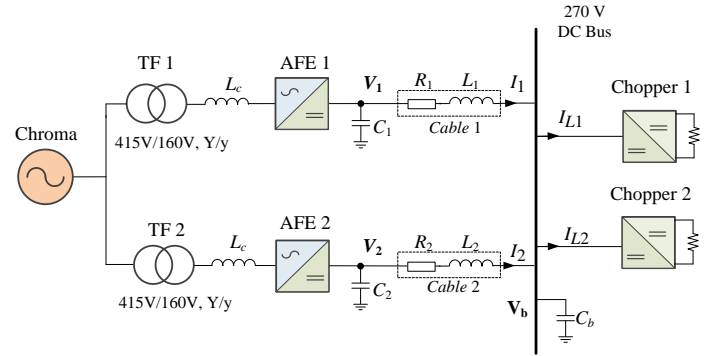 270 V
DC Bus
TF 1
L_c
AFE 1
V_1
R_1
L_1
I_1
Chopper 1
I_L1
415V/160V, Y/y
C_1
Cable 1
Chroma
Chopper 2
TF 2
L_c
AFE 2
V_2
R_2
L_2
I_2
I_L2
415V/160V, Y/y
C_2
Cable 2
V_b
C_b